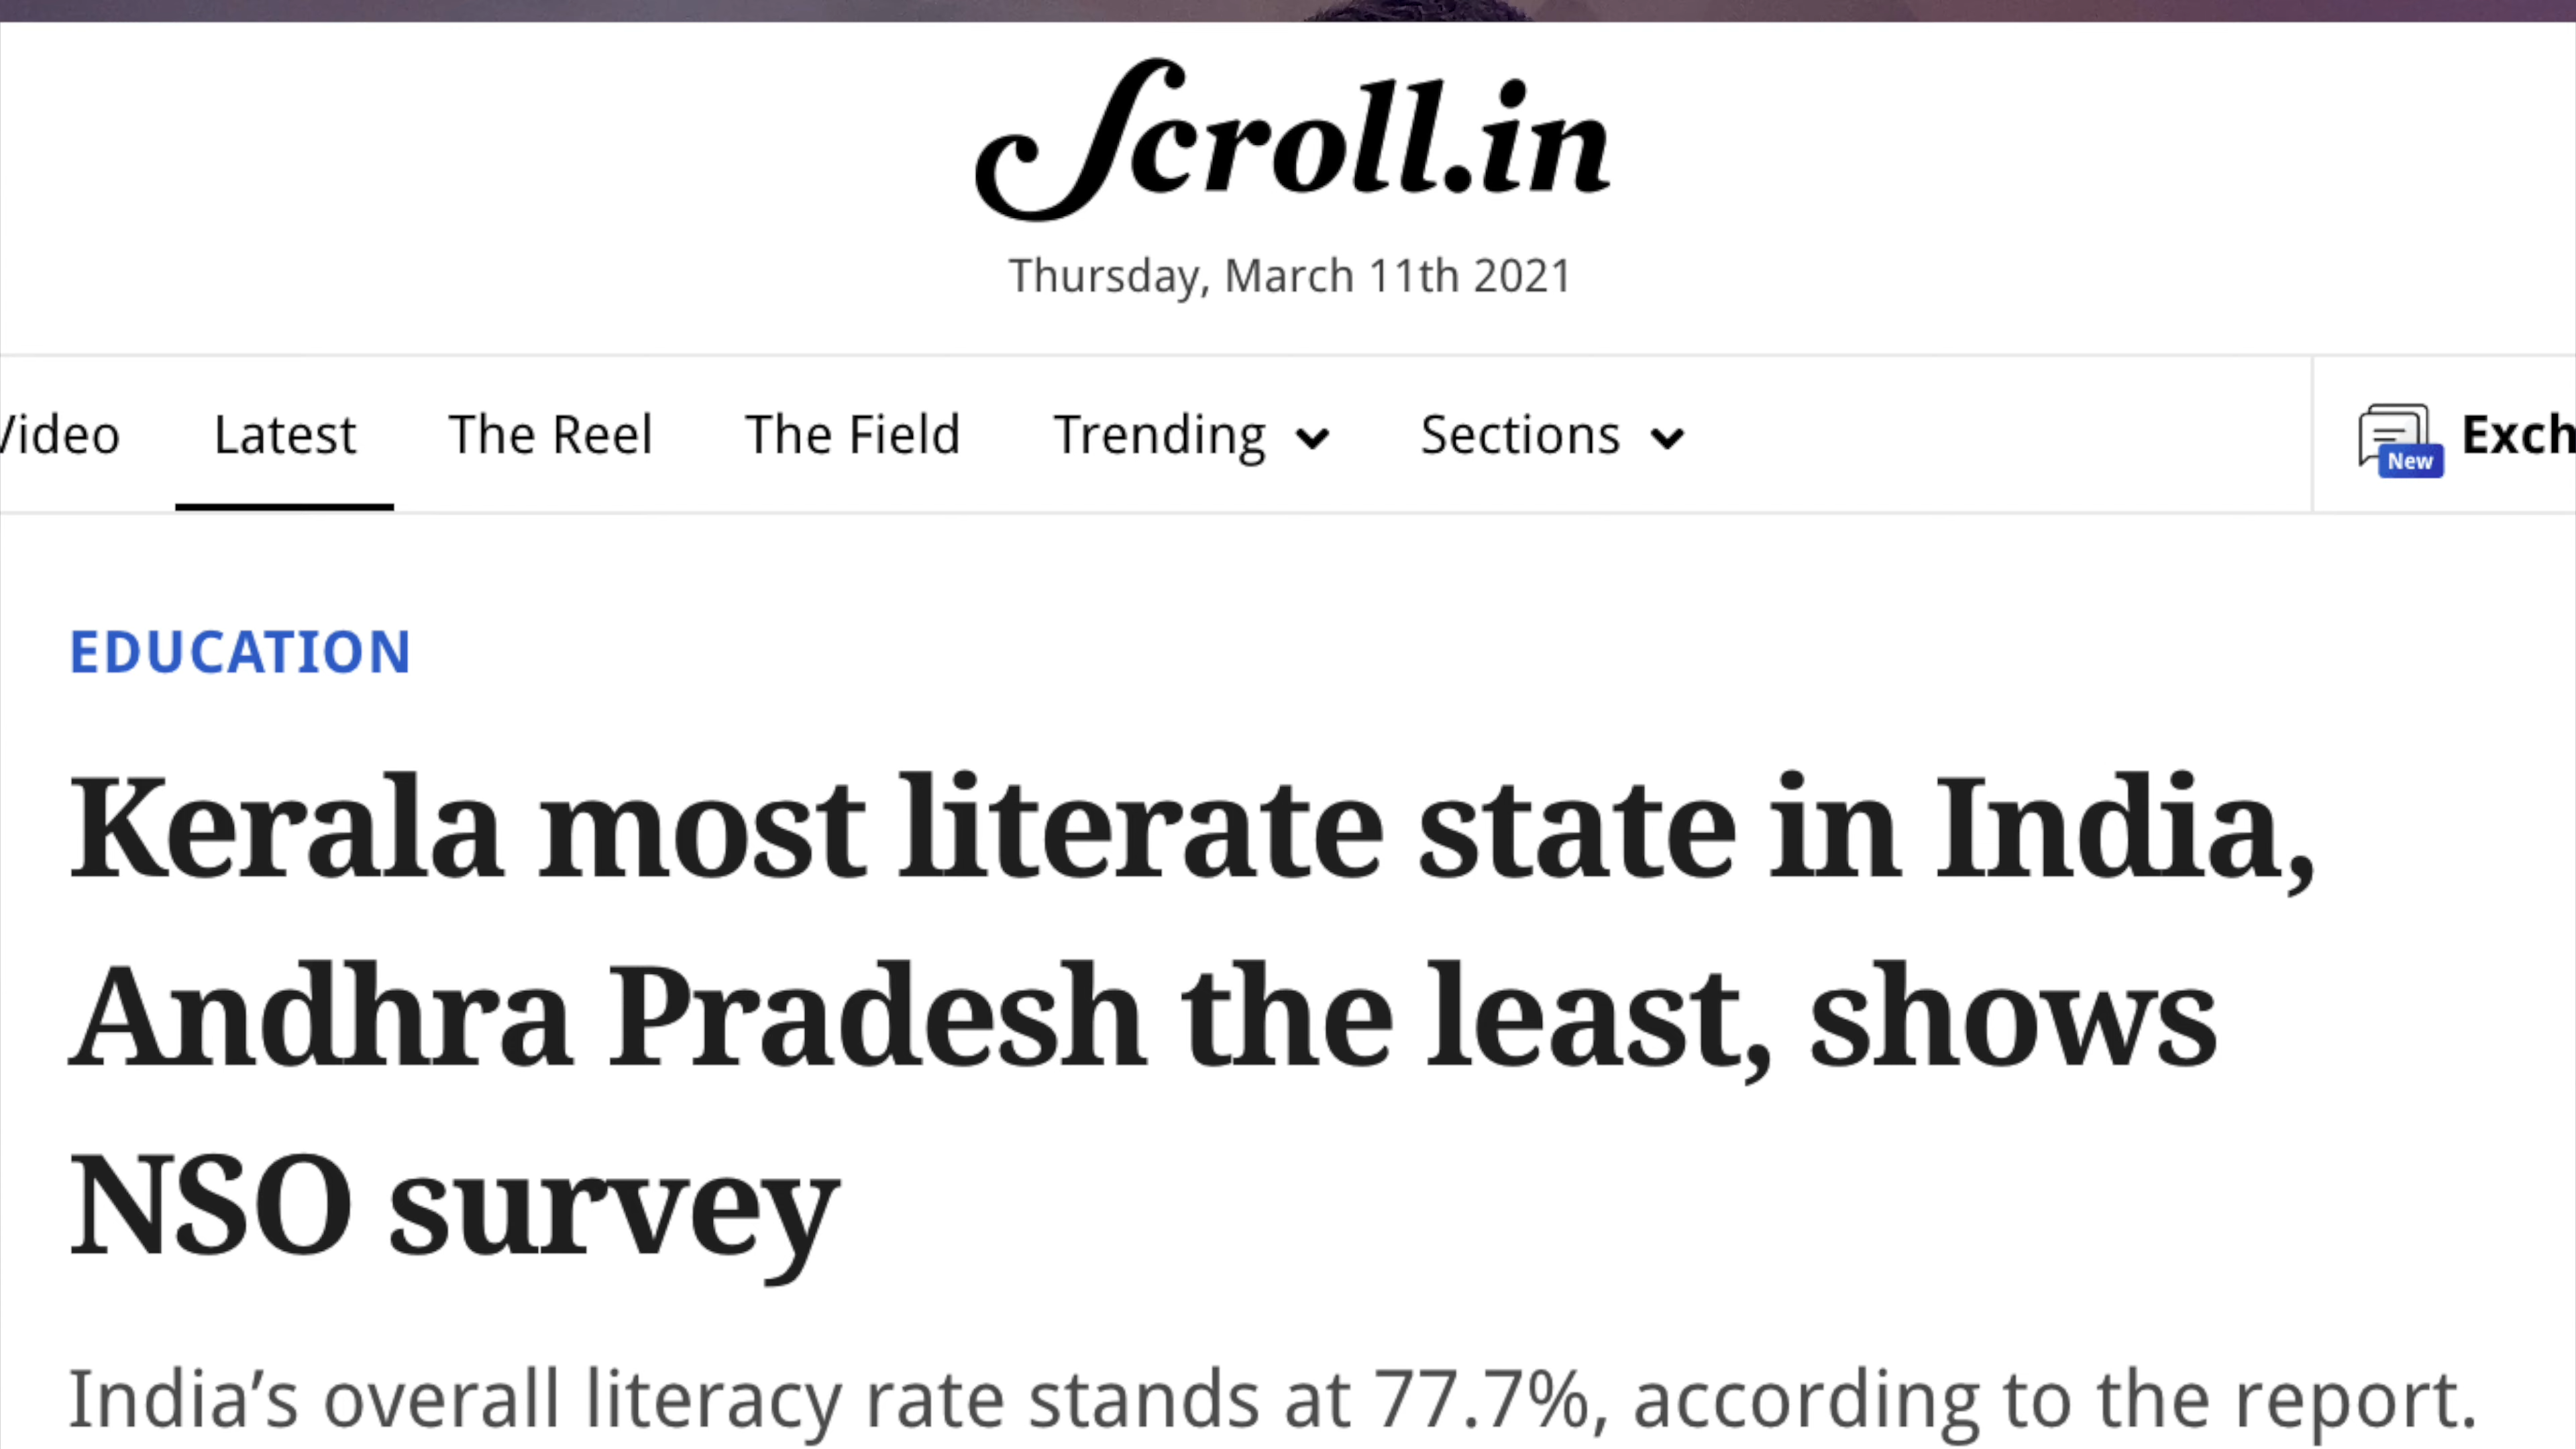 Scroll.in
Thursday, March 11th 2021
Video Latest The Reel The Field Trending Sections New Exch
EDUCATION
Kerala most literate state in India,
Andhra Pradesh the least, shows
NSO survey
India’s overall literacy rate stands at 77.7%, according to the report.